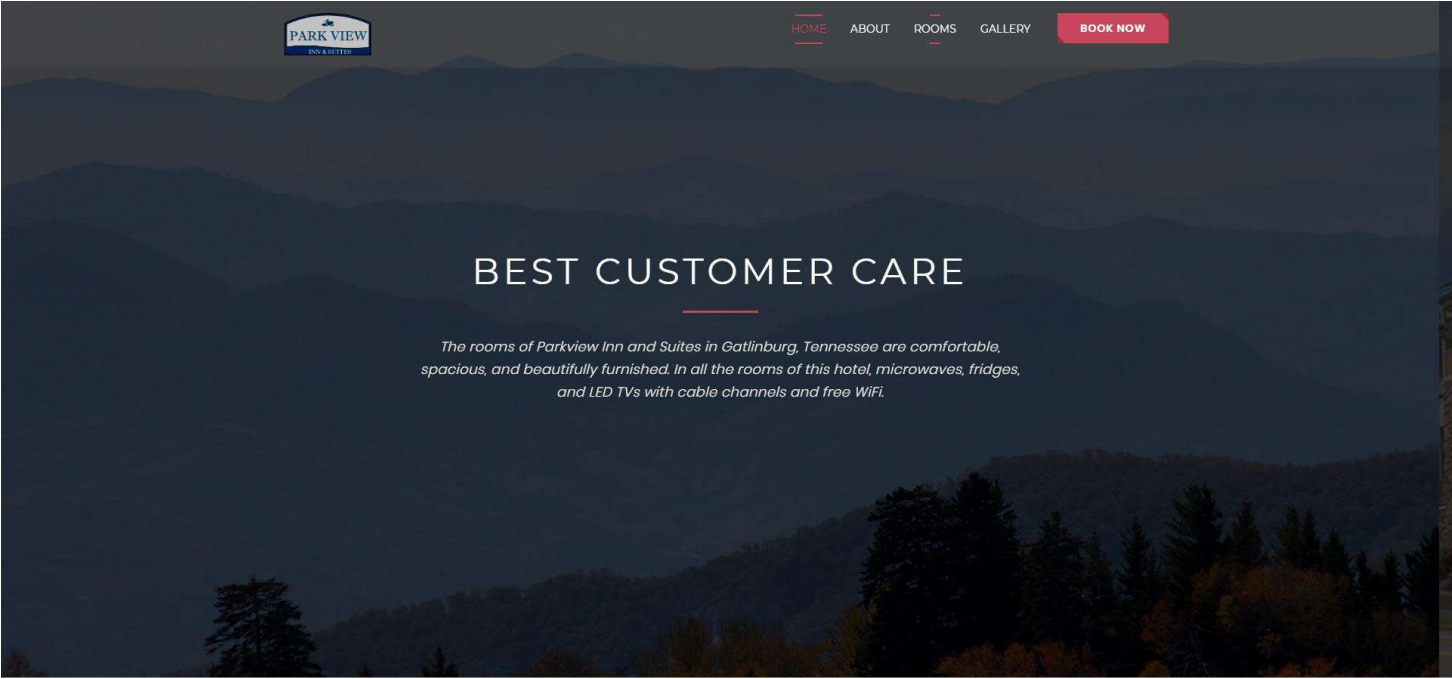 PARK VIEW
INN & SUITES
HOME ABOUT ROOMS GALLERY BOOK NOW
BEST CUSTOMER CARE
The rooms of Parkview Inn and Suites in Gatlinburg, Tennessee are comfortable,
spacious, and beautifully furnished. In all the rooms of this hotel, microwaves, fridges,
and LED TVs with cable channels and free WiFi.